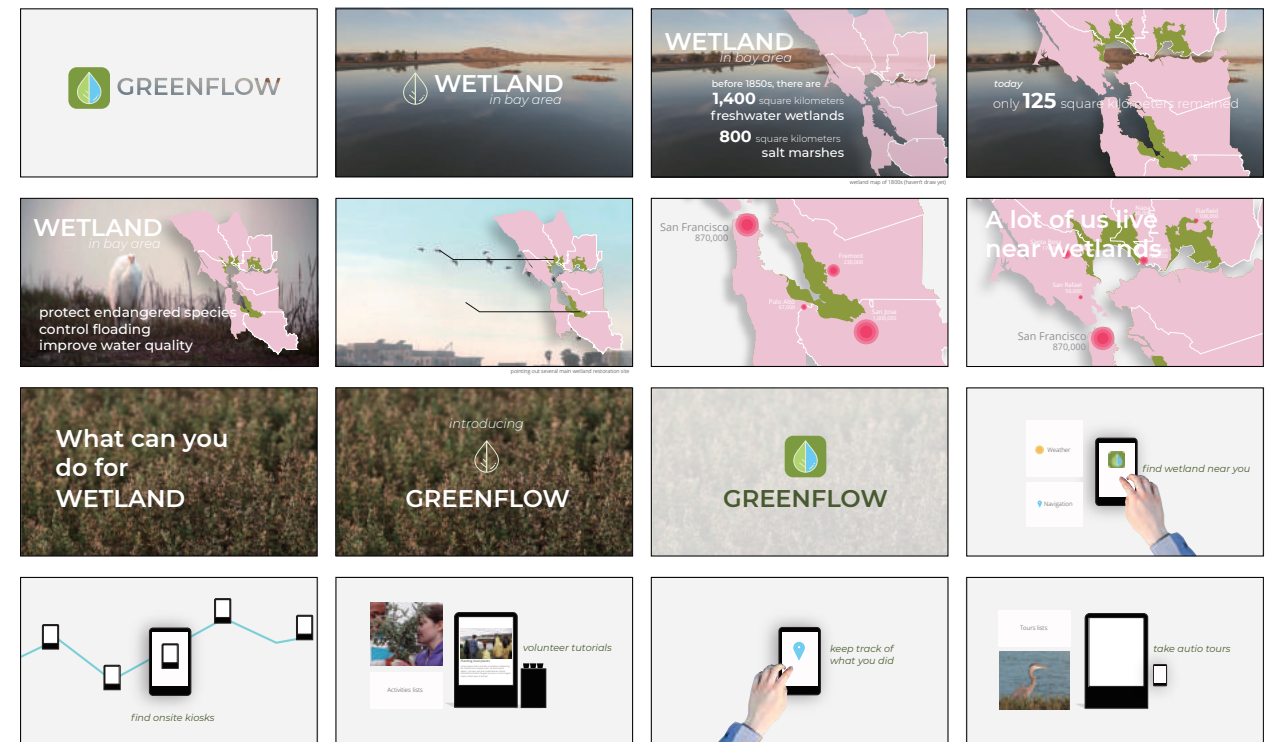 GREENFLOW
WETLAND
in bay area
WETLAND
in bay area
before 1850s, there are
1,400 square kilometers
freshwater wetlands
800 square kilometers
salt marshes
wetland map of 1800s (haven't draw yet)
today
only 125 square kilometers remained
WETLAND
in bay area
protect endangered species
control floading
improve water quality
pointing out several main wetland restoration site
San Francisco
870,000
Fremont
Palo Alto
San Jose
A lot of us live
near wetlands
Fairfield
San Rafael
San Francisco
870,000
What can you
do for
WETLAND
introducing
GREENFLOW
GREENFLOW
Weather
Navigation
find wetland near you
find onsite kiosks
Activities lists
volunteer tutorials
keep track of
what you did
Tours lists
take autio tours